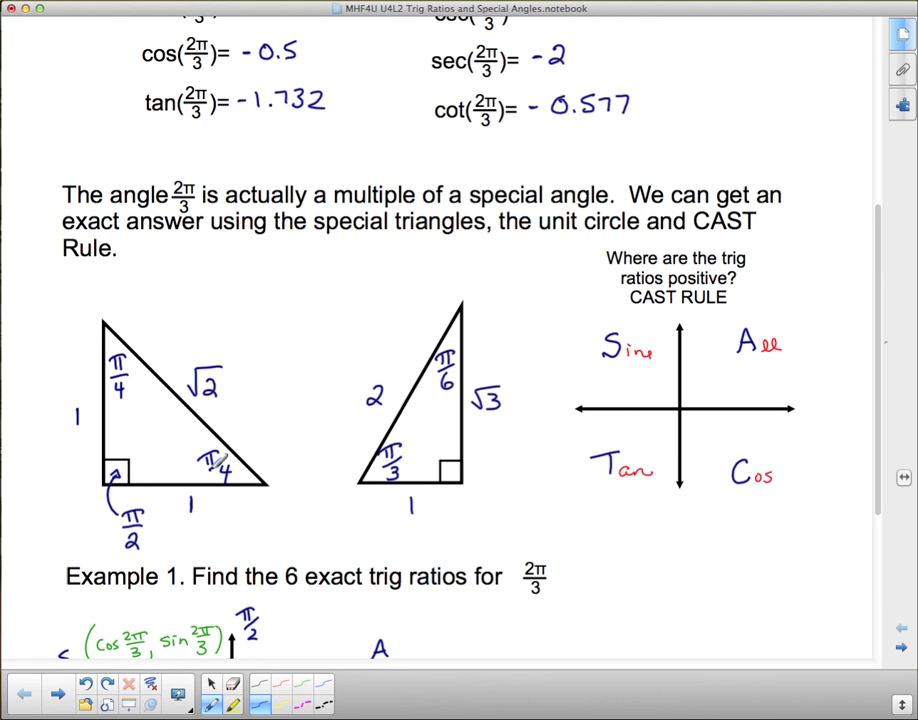 MHF4U U4L2 Trig Ratios and Special Angles.notebook
cos(2π/3)= -0.5
sec(2π/3)= -2
tan(2π/3)= -1.732
cot(2π/3)= -0.577
The angle 2π/3 is actually a multiple of a special angle. We can get an
exact answer using the special triangles, the unit circle and CAST
Rule.
Where are the trig
ratios positive?
CAST RULE
π/4
√2
1
π/4
1
π/2
π/6
2
√3
π/3
1
Sine
All
Tan
Cos
Example 1. Find the 6 exact trig ratios for 2π/3
π/2
(cos 2π/3, sin 2π/3)
A